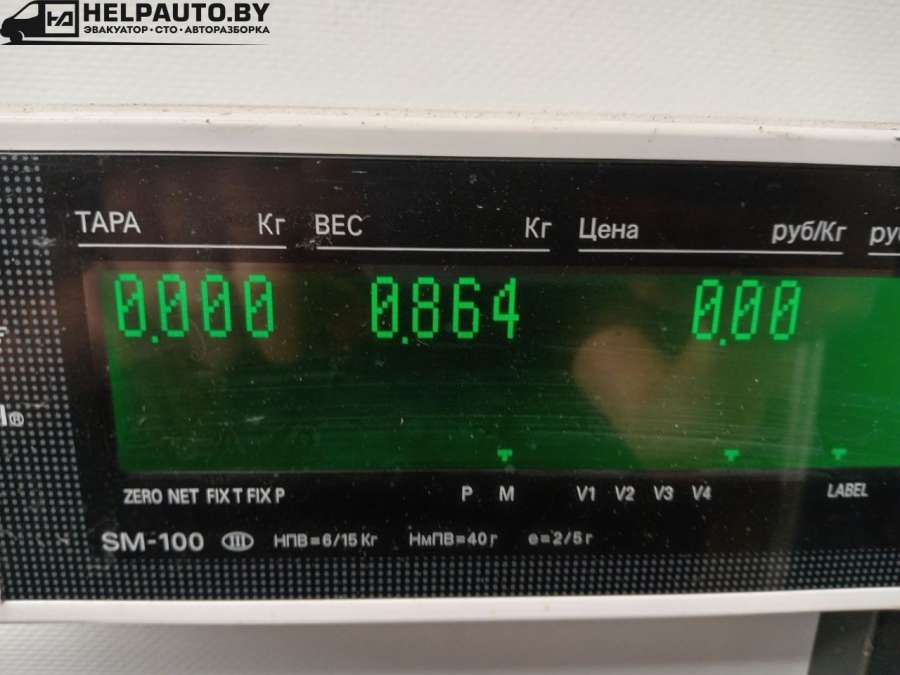 HELPAUTO.BY
ЭВАКУАТОР · СТО · АВТОРАЗБОРКА
ТАРА Кг ВЕС Кг Цена руб/Кг
0.000 0.864 0.00
ZERO NET FIX T FIX P P M V1 V2 V3 V4 LABEL
SM-100 III НПВ=6/15 Кг НмПВ=40 г e=2/5 г